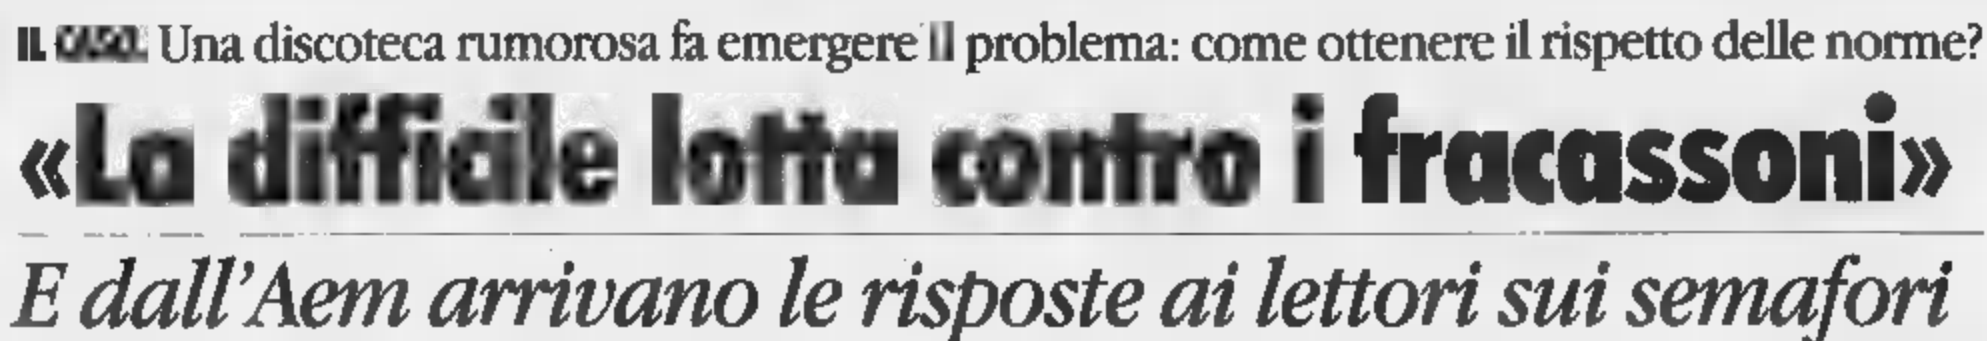 IL CASO. Una discoteca rumorosa fa emergere il problema: come ottenere il rispetto delle norme?
«La difficile lotta contro i fracassoni»
E dall'Aem arrivano le risposte ai lettori sui semafori